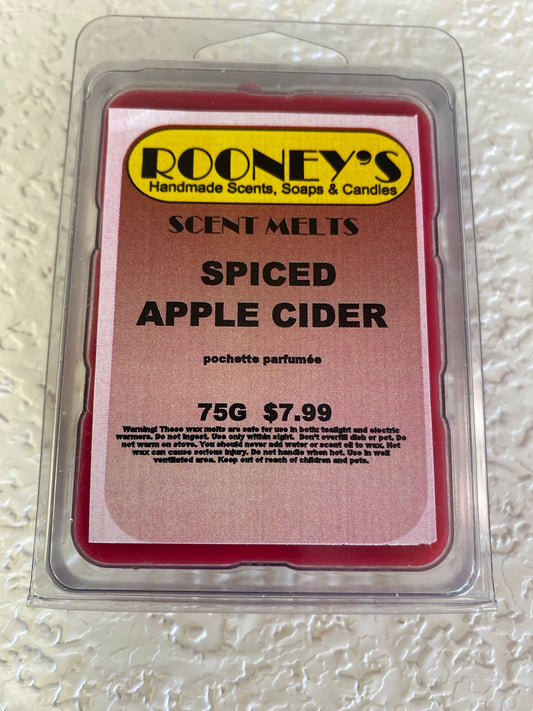 ROONEY'S
Handmade Scents, Soaps & Candles
SCENT MELTS
SPICED
APPLE CIDER
pochette parfumée
75G $7.99
Warning! These wax melts are safe for use in both: tealight and electric
warmers. Do not ingest. Use only within sight. Don't overfill dish or pot. Do
not warm on stove. You should never add water or scent oil to wax. Hot
wax can cause serious injury. Do not handle when hot. Use in well
ventilated area. Keep out of reach of children and pets.